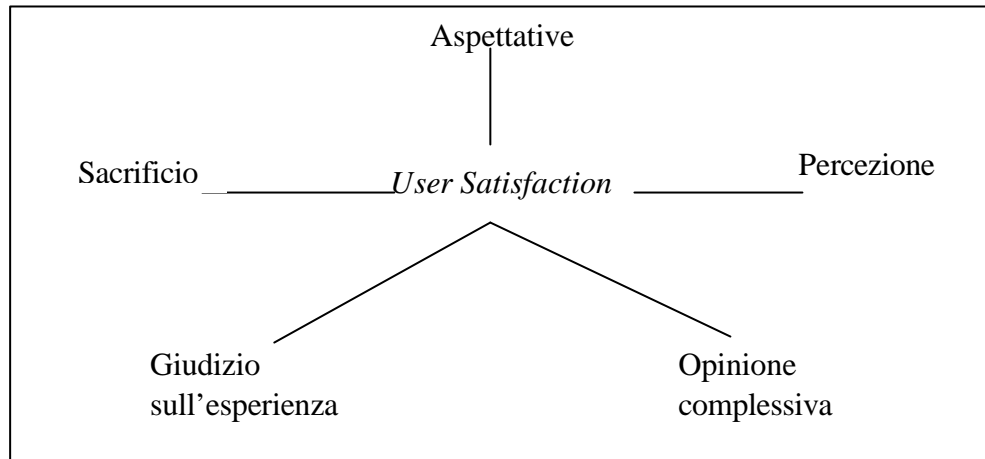 Aspettative
Sacrificio
User Satisfaction
Percezione
Giudizio
sull’esperienza
Opinione
complessiva